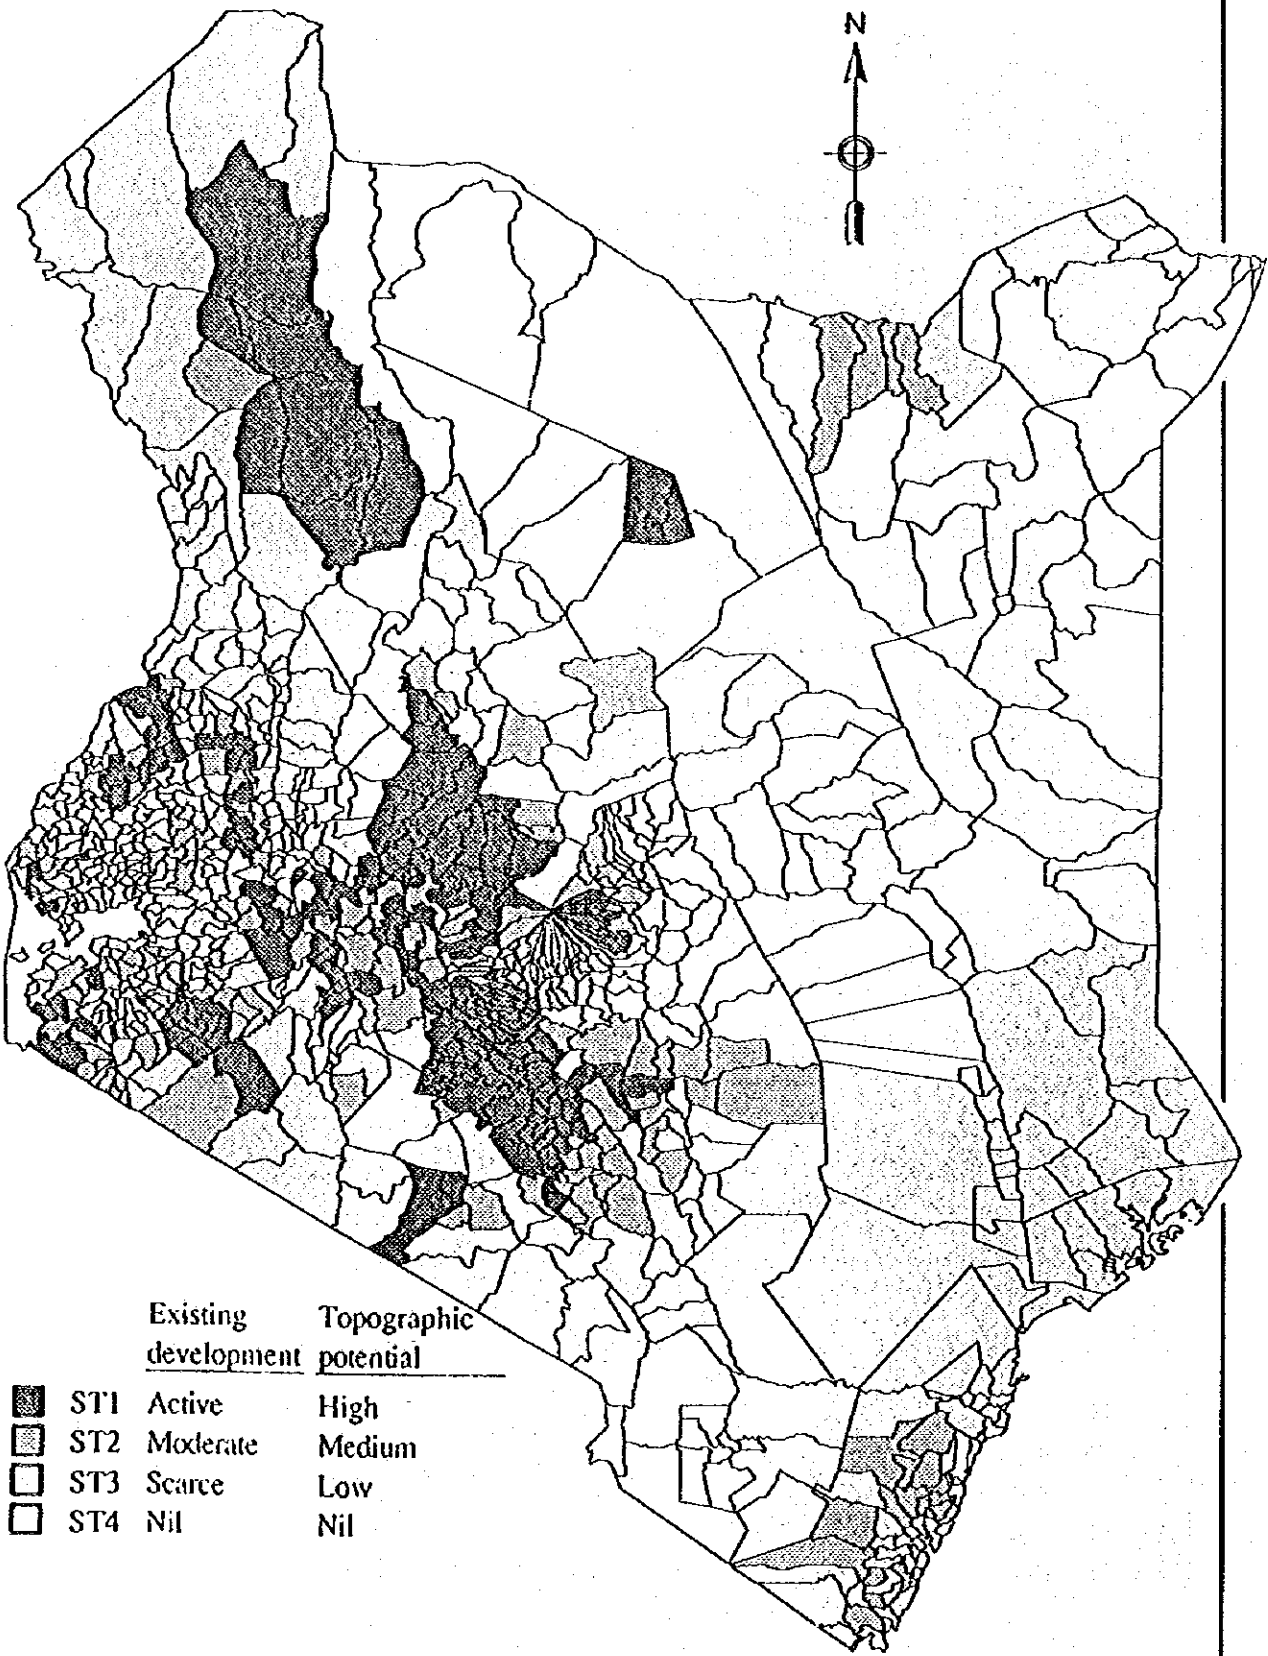 N
Existing Topographic
development potential
ST1 Active High
ST2 Moderate Medium
ST3 Scarce Low
ST4 Nil Nil